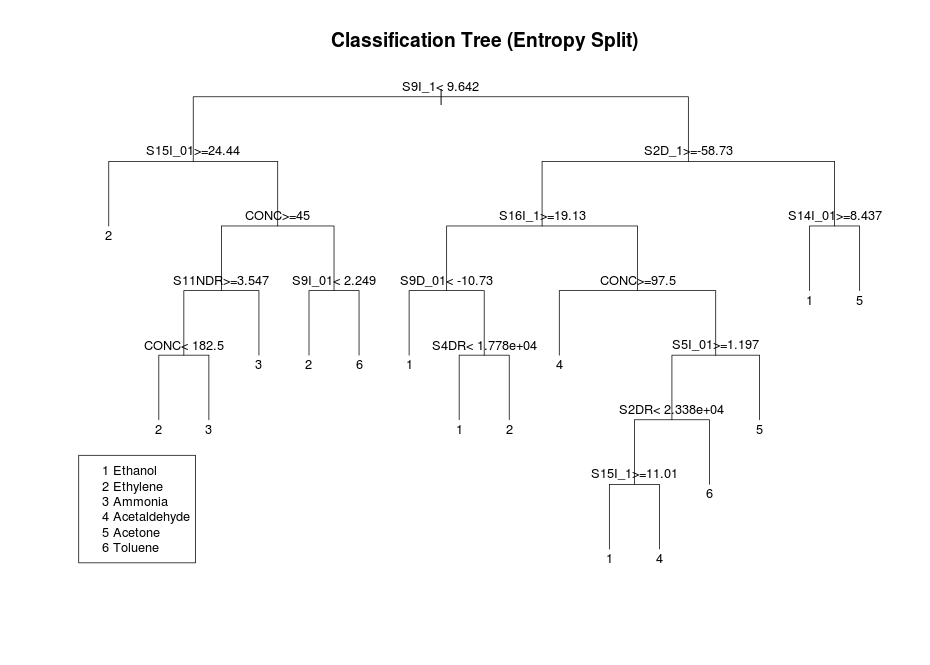 Classification Tree (Entropy Split)
S9I_1< 9.642
S15I_01>=24.44
S2D_1>=-58.73
2
CONC>=45
S16I_1>=19.13
S14I_01>=8.437
S11NDR>=3.547
S9I_01< 2.249
S9D_01< -10.73
CONC>=97.5
1
5
CONC< 182.5
3
2
6
1
S4DR< 1.778e+04
4
S5I_01>=1.197
2
3
1
2
S2DR< 2.338e+04
5
S15I_1>=11.01
6
1
4
1 Ethanol
2 Ethylene
3 Ammonia
4 Acetaldehyde
5 Acetone
6 Toluene